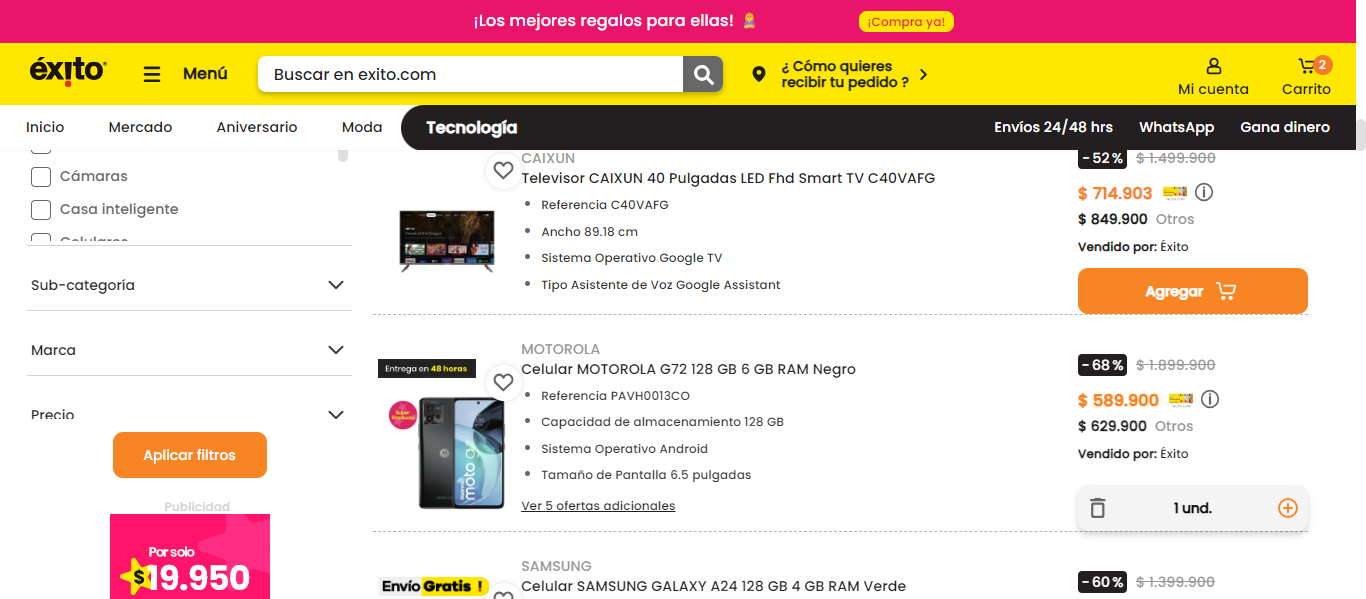 ¡Los mejores regalos para ellas!
¡Compra ya!
éxito
Menú
Buscar en exito.com
¿ Cómo quieres
recibir tu pedido ?
Mi cuenta
2
Carrito
Inicio
Mercado
Aniversario
Moda
Tecnología
Envíos 24/48 hrs
WhatsApp
Gana dinero
Cámaras
Casa inteligente
Celulares
Sub-categoría
Marca
Precio
Aplicar filtros
Publicidad
Por solo
$19.950
CAIXUN
Televisor CAIXUN 40 Pulgadas LED Fhd Smart TV C40VAFG
Referencia C40VAFG
Ancho 89.18 cm
Sistema Operativo Google TV
Tipo Asistente de Voz Google Assistant
-52%
$ 1.499.900
$ 714.903
$ 849.900 Otros
Vendido por: Éxito
Agregar
Entrega en 48 horas
Súper
Producto
moto g
MOTOROLA
Celular MOTOROLA G72 128 GB 6 GB RAM Negro
Referencia PAVH0013CO
Capacidad de almacenamiento 128 GB
Sistema Operativo Android
Tamaño de Pantalla 6.5 pulgadas
Ver 5 ofertas adicionales
-68%
$ 1.899.900
$ 589.900
$ 629.900 Otros
Vendido por: Éxito
1 und.
Envío Gratis !
SAMSUNG
Celular SAMSUNG GALAXY A24 128 GB 4 GB RAM Verde
-60%
$ 1.399.900